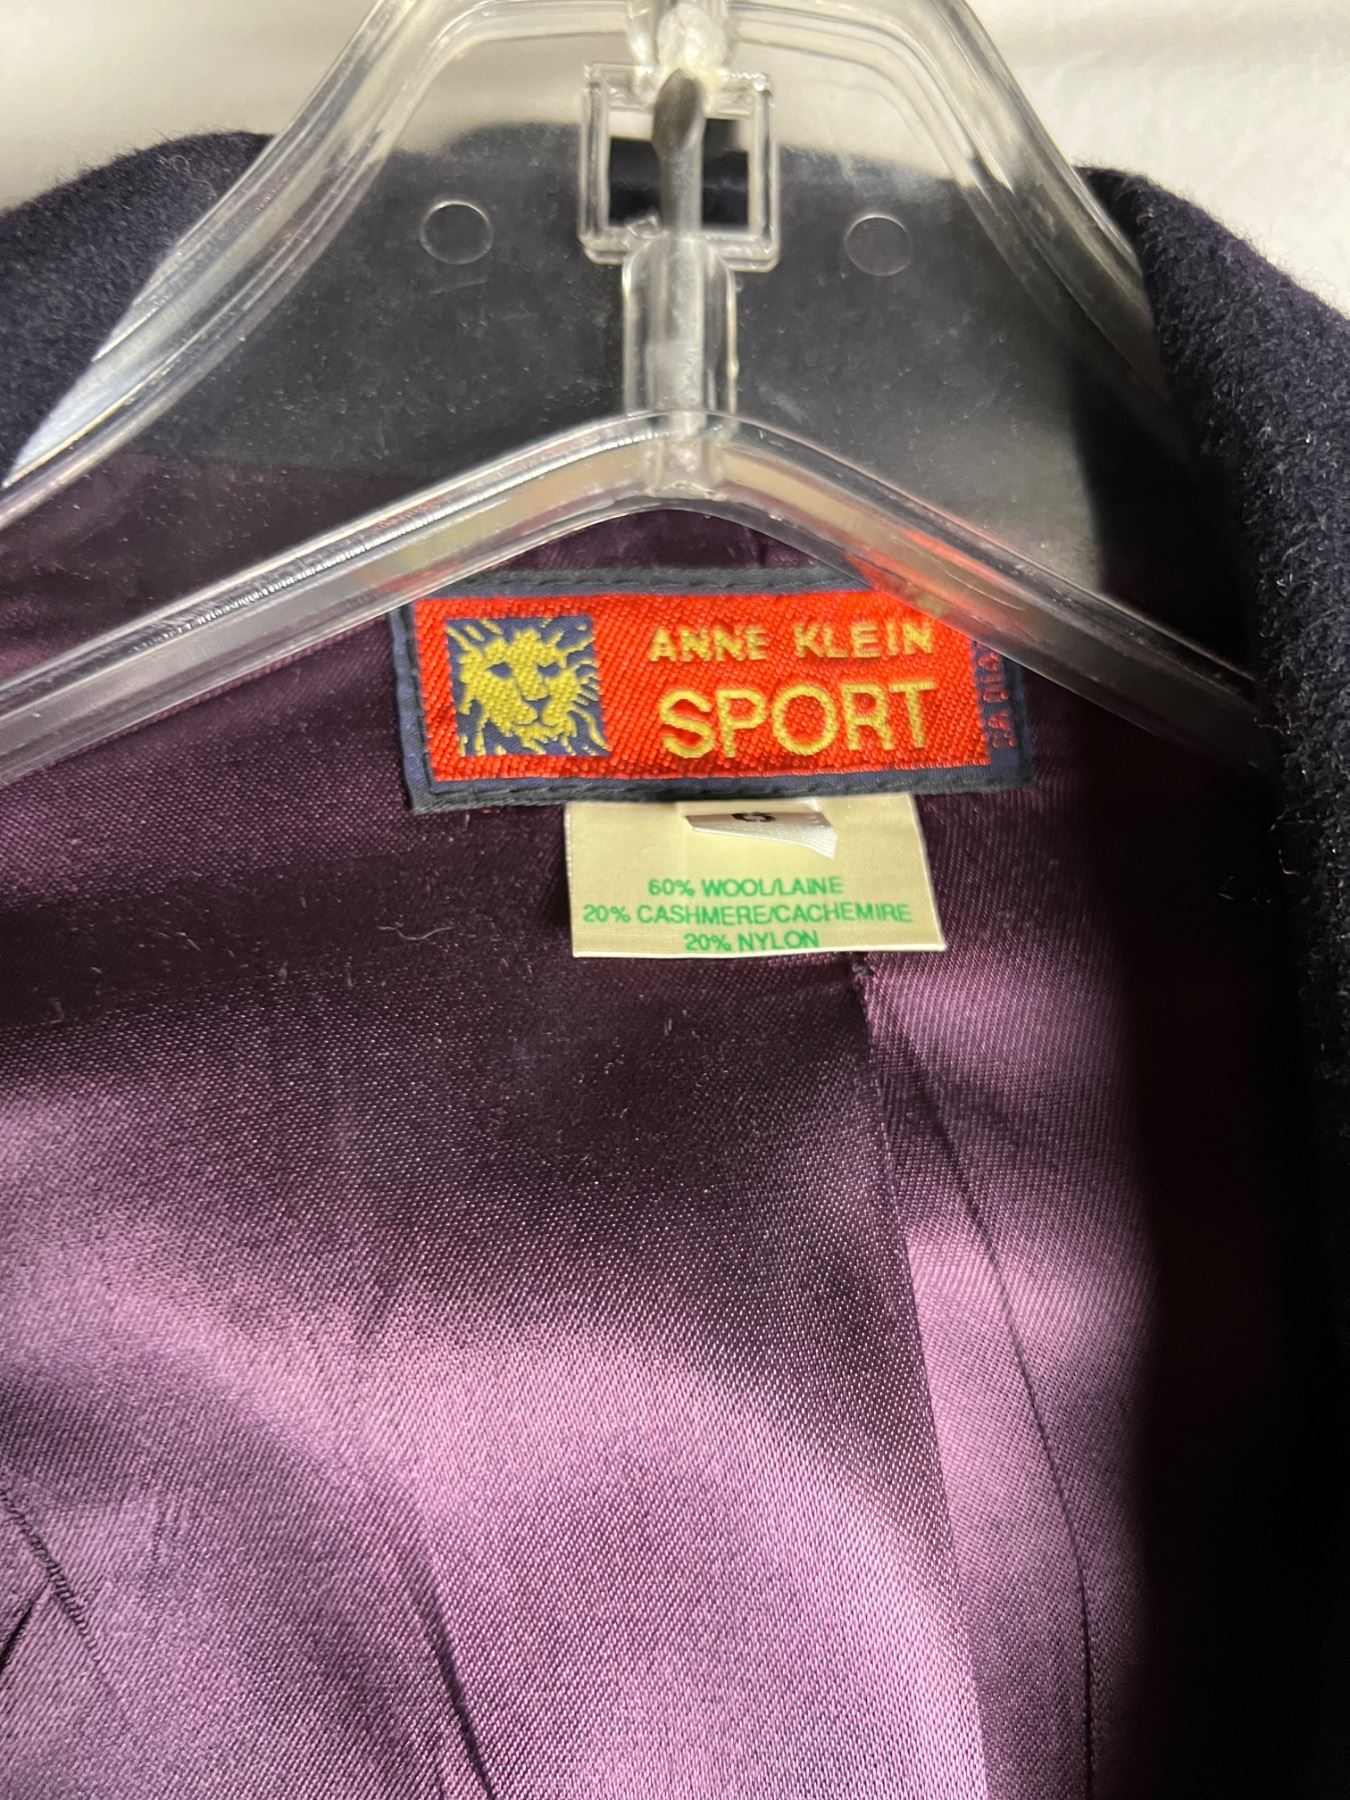 ANNE KLEIN
SPORT
60% WOOL/LAINE
20% CASHMERE/CACHEMIRE
20% NYLON